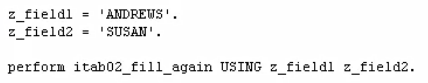 z_field1 = 'ANDREWS'.
z_field2 = 'SUSAN'.
perform itab02_fill_again USING z_field1 z_field2.